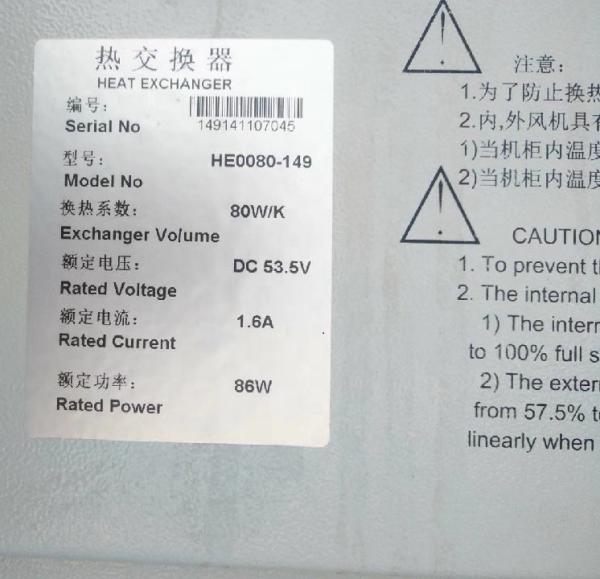 热交换器
HEAT EXCHANGER
编号:
Serial No
149141107045
型号:
HE0080-149
Model No
换热系数:
80W/K
Exchanger Volume
额定电压:
DC 53.5V
Rated Voltage
额定电流:
1.6A
Rated Current
额定功率:
86W
Rated Power
注意:
1.为了防止换热
2.内,外风机具有
1)当机柜内温度
2)当机柜内温度
CAUTION
1. To prevent
2. The internal
1) The
to 100% full
2) The
from 57.5%
linearly when